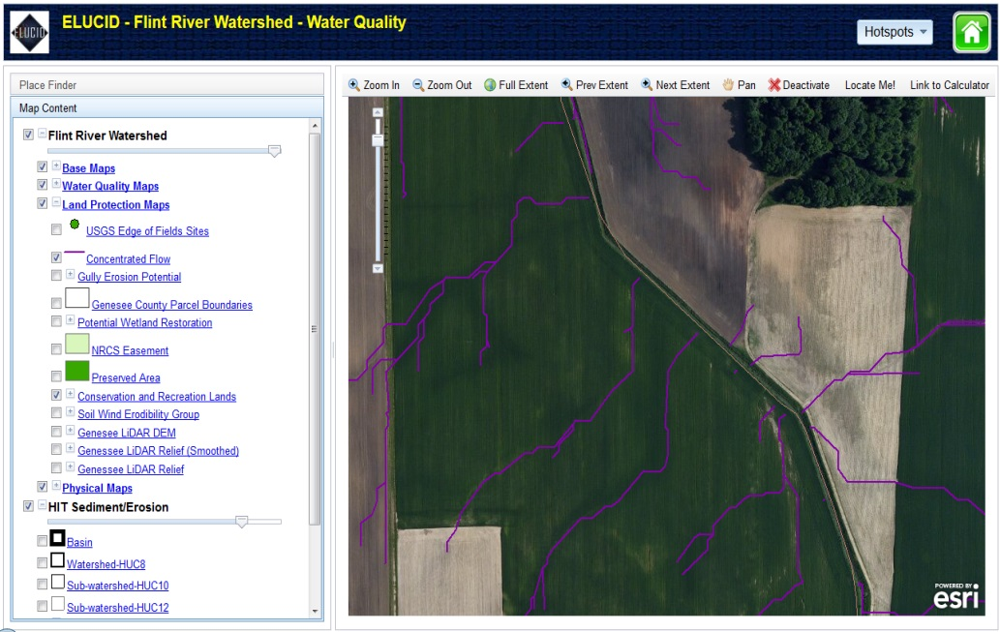 ELUCID
ELUCID - Flint River Watershed - Water Quality
Hotspots
Place Finder
Map Content
Flint River Watershed
Base Maps
Water Quality Maps
Land Protection Maps
USGS Edge of Fields Sites
Concentrated Flow
Gully Erosion Potential
Genesee County Parcel Boundaries
Potential Wetland Restoration
NRCS Easement
Preserved Area
Conservation and Recreation Lands
Soil Wind Erodibility Group
Genesee LiDAR DEM
Genessee LiDAR Relief (Smoothed)
Genesee LiDAR Relief
Physical Maps
HIT Sediment/Erosion
Basin
Watershed-HUC8
Sub-watershed-HUC10
Sub-watershed-HUC12
Zoom In Zoom Out Full Extent Prev Extent Next Extent Pan Deactivate Locate Me! Link to Calculator
POWERED BY
esri